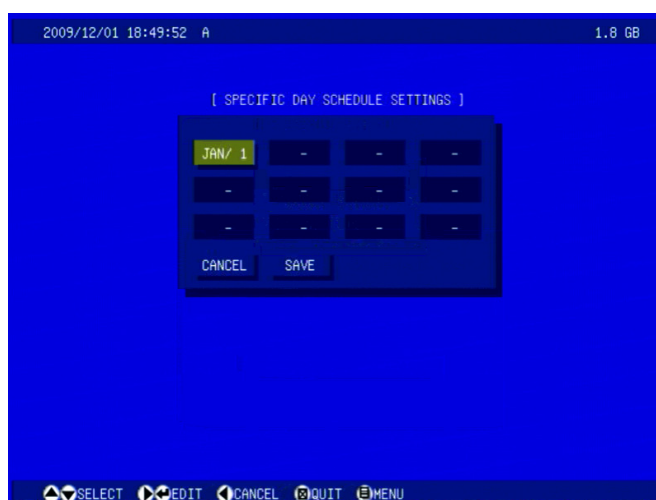 2009/12/01 18:49:52 A 1.8 GB
[ SPECIFIC DAY SCHEDULE SETTINGS ]
JAN/ 1 - - -
- - - -
- - - -
CANCEL SAVE
SELECT EDIT CANCEL QUIT MENU